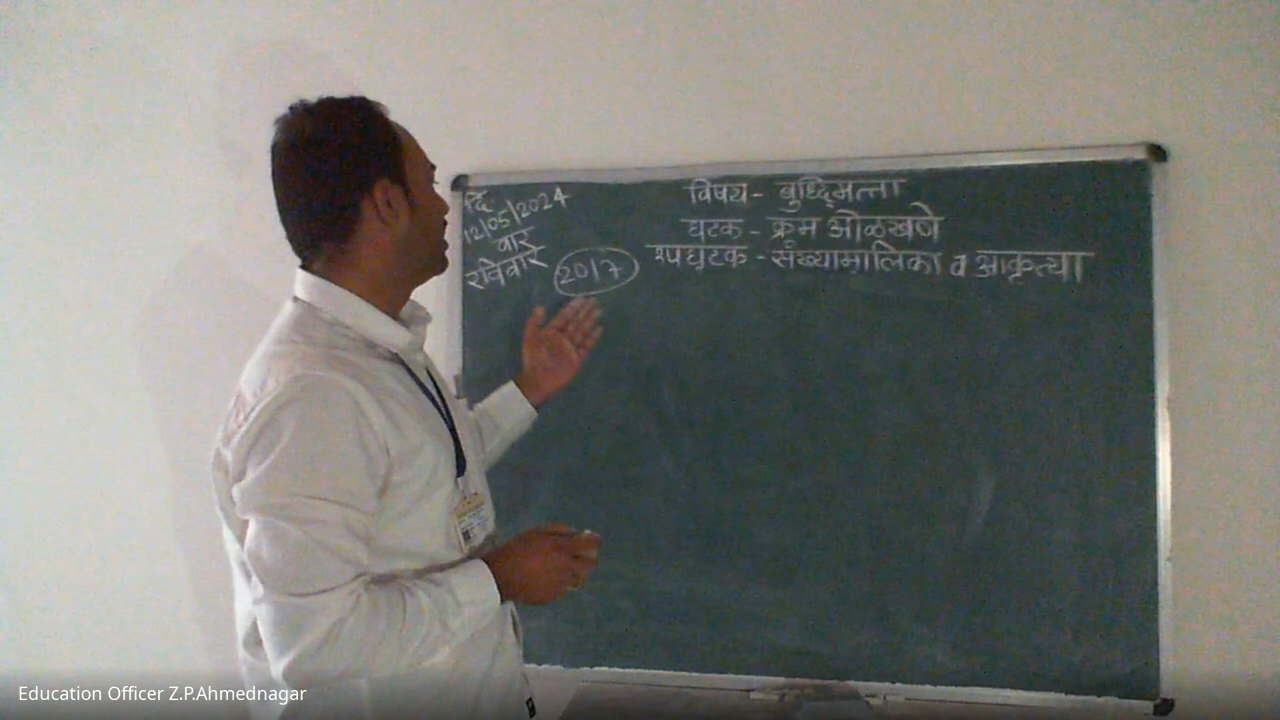 दि
12/05/2024
वार
रविवार
2017
विषय - बुध्दिमत्ता
घटक - क्रम ओळखणे
उपघटक - संख्यामालिका व आकृत्या
Education Officer Z.P.Ahmednagar